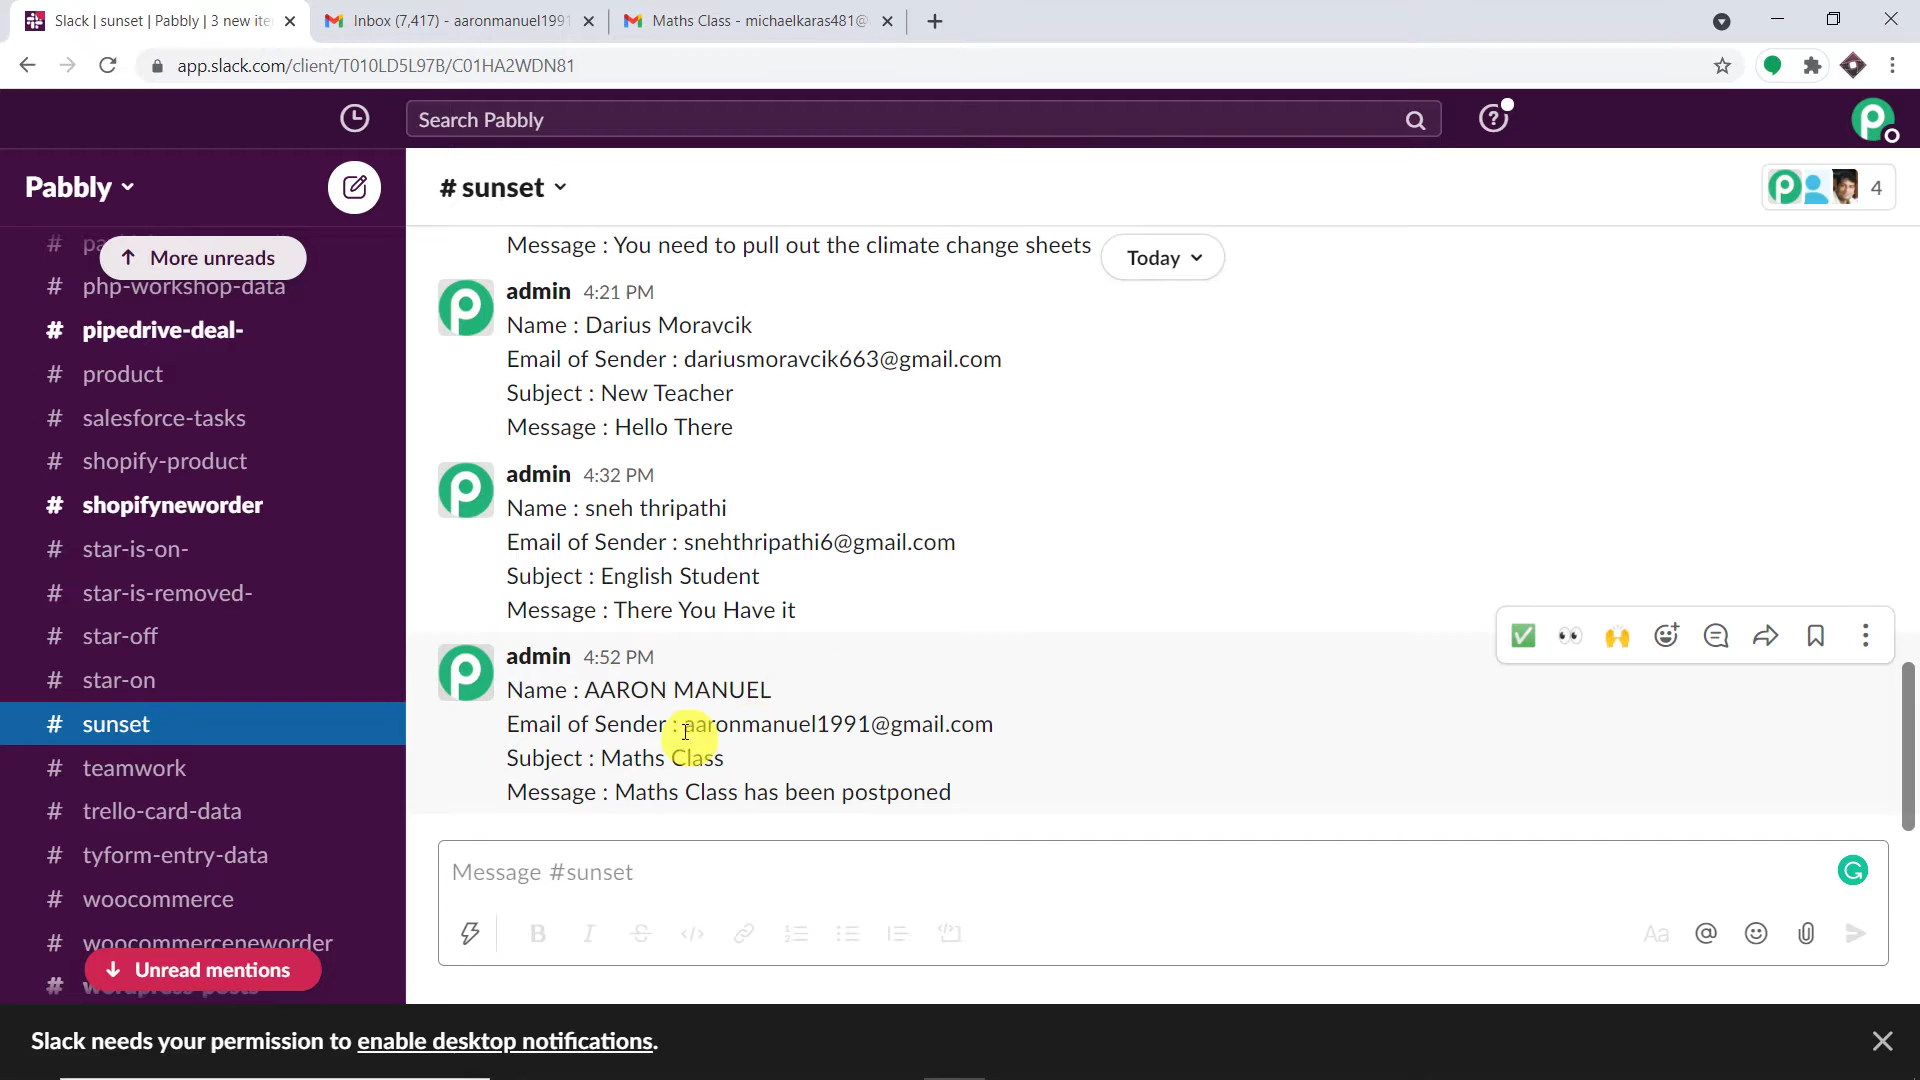 Slack | sunset | Pabbly | 3 new ite
Inbox (7,417) - aaronmanuel1991
Maths Class - michaelkaras481@
app.slack.com/client/T010LD5L97B/C01HA2WDN81
Search Pabbly
Pabbly
# sunset
4
More unreads
# php-workshop-data
# pipedrive-deal-
# product
# salesforce-tasks
# shopify-product
# shopifyneworder
# star-is-on-
# star-is-removed-
# star-off
# star-on
# sunset
# teamwork
# trello-card-data
# tyform-entry-data
# woocommerce
# woocommerceneworder
Unread mentions
Message : You need to pull out the climate change sheets
Today
admin 4:21 PM
Name : Darius Moravcik
Email of Sender : dariusmoravcik663@gmail.com
Subject : New Teacher
Message : Hello There
admin 4:32 PM
Name : sneh thripathi
Email of Sender : snehthripathi6@gmail.com
Subject : English Student
Message : There You Have it
admin 4:52 PM
Name : AARON MANUEL
Email of Sender : aaronmanuel1991@gmail.com
Subject : Maths Class
Message : Maths Class has been postponed
Message #sunset
Slack needs your permission to enable desktop notifications.